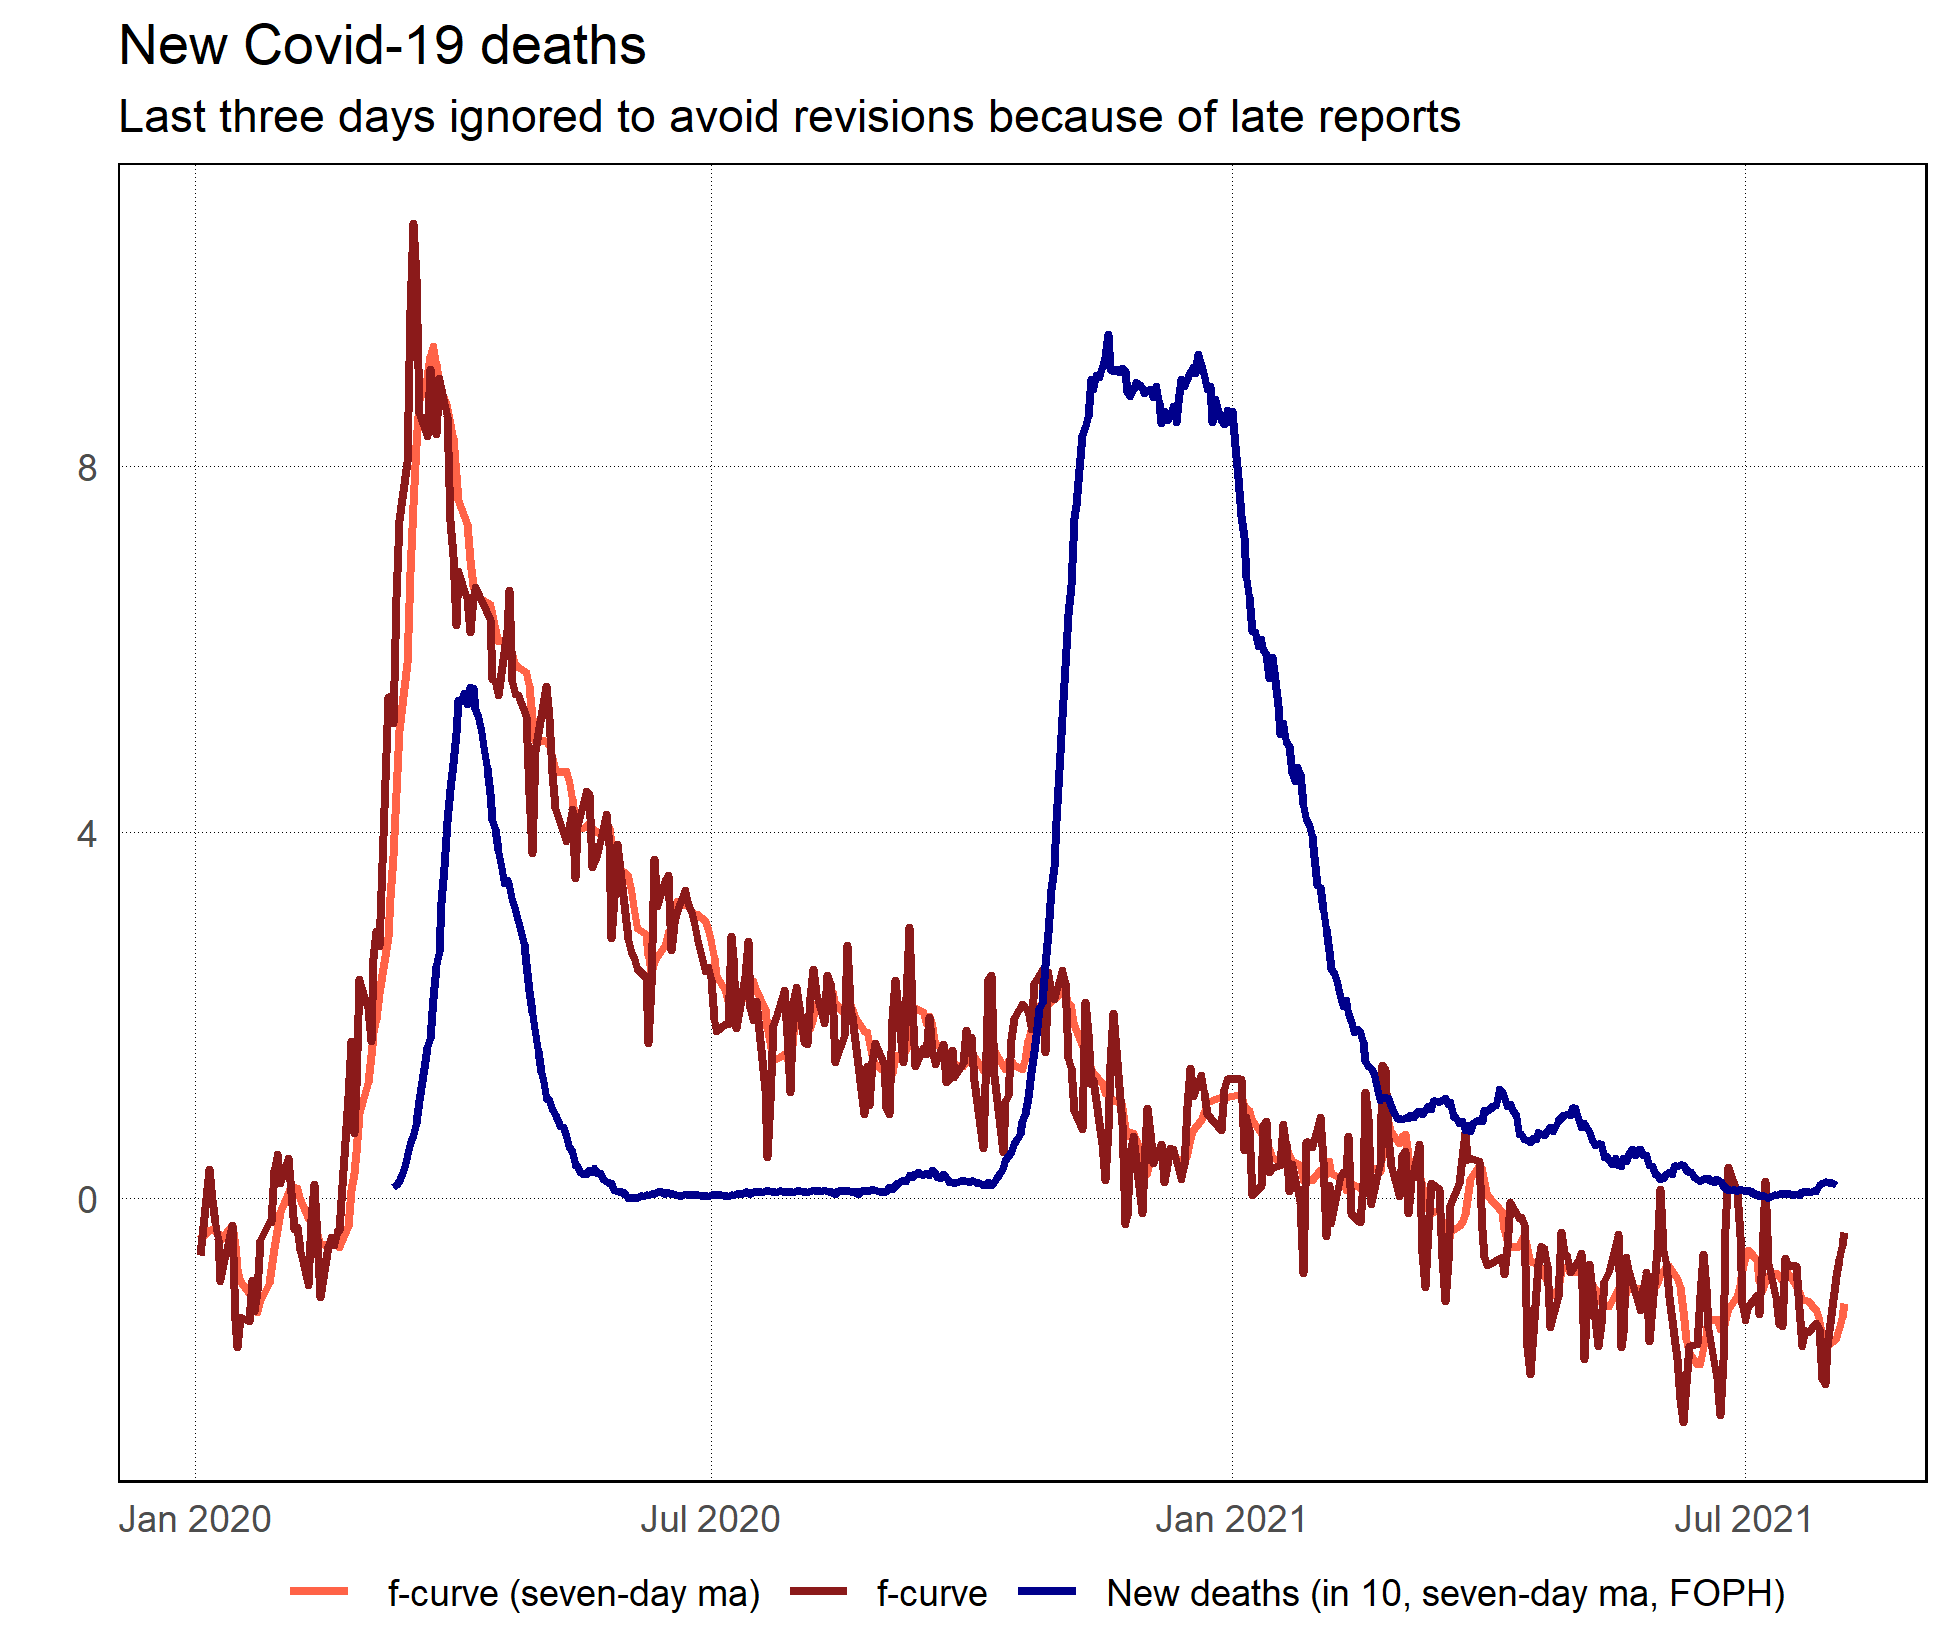 New Covid-19 deaths
Last three days ignored to avoid revisions because of late reports
8
4
0
Jan 2020 Jul 2020 Jan 2021 Jul 2021
f-curve (seven-day ma) f-curve New deaths (in 10, seven-day ma, FOPH)